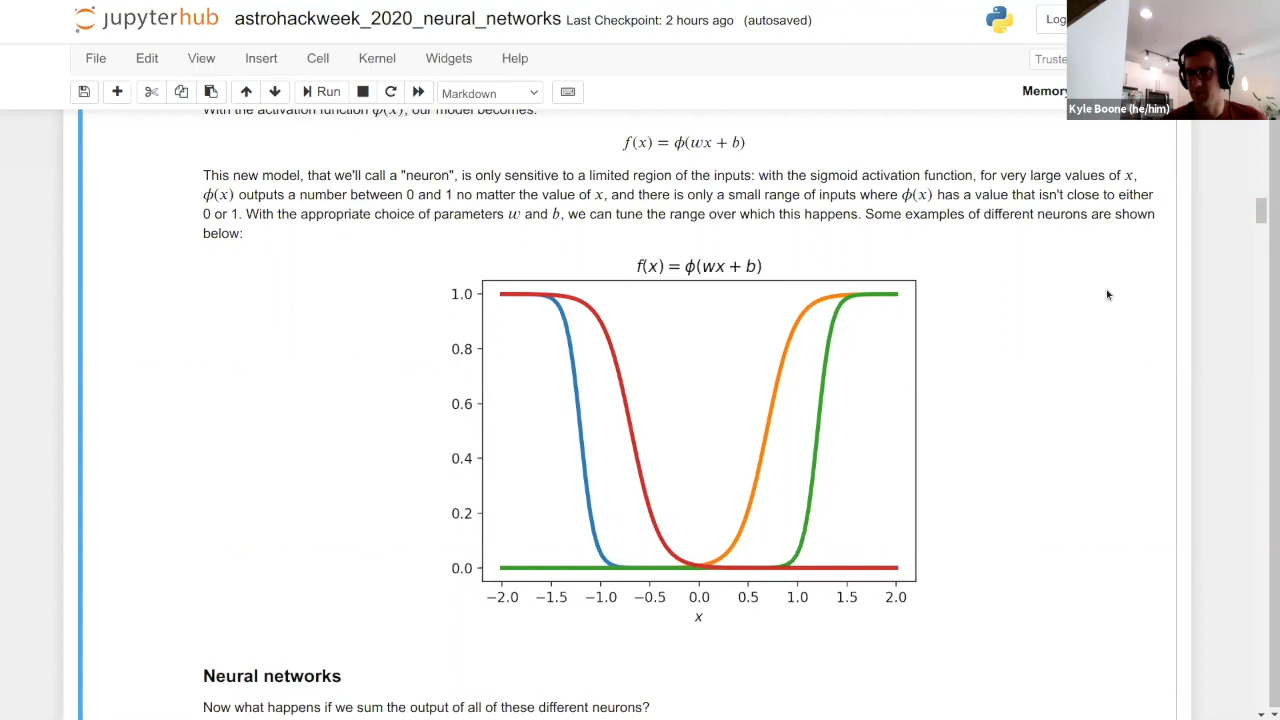 jupyterhub astrohackweek_2020_neural_networks Last Checkpoint: 2 hours ago (autosaved)
File Edit View Insert Cell Kernel Widgets Help
Run Markdown Memory
Kyle Boone (he/him)
With the activation function ϕ(x), our model becomes:
f(x) = ϕ(wx + b)
This new model, that we'll call a "neuron", is only sensitive to a limited region of the inputs: with the sigmoid activation function, for very large values of x,
ϕ(x) outputs a number between 0 and 1 no matter the value of x, and there is only a small range of inputs where ϕ(x) has a value that isn't close to either
0 or 1. With the appropriate choice of parameters w and b, we can tune the range over which this happens. Some examples of different neurons are shown
below:
f(x) = ϕ(wx + b)
1.0
0.8
0.6
0.4
0.2
0.0
−2.0 −1.5 −1.0 −0.5 0.0 0.5 1.0 1.5 2.0
x
Neural networks
Now what happens if we sum the output of all of these different neurons?